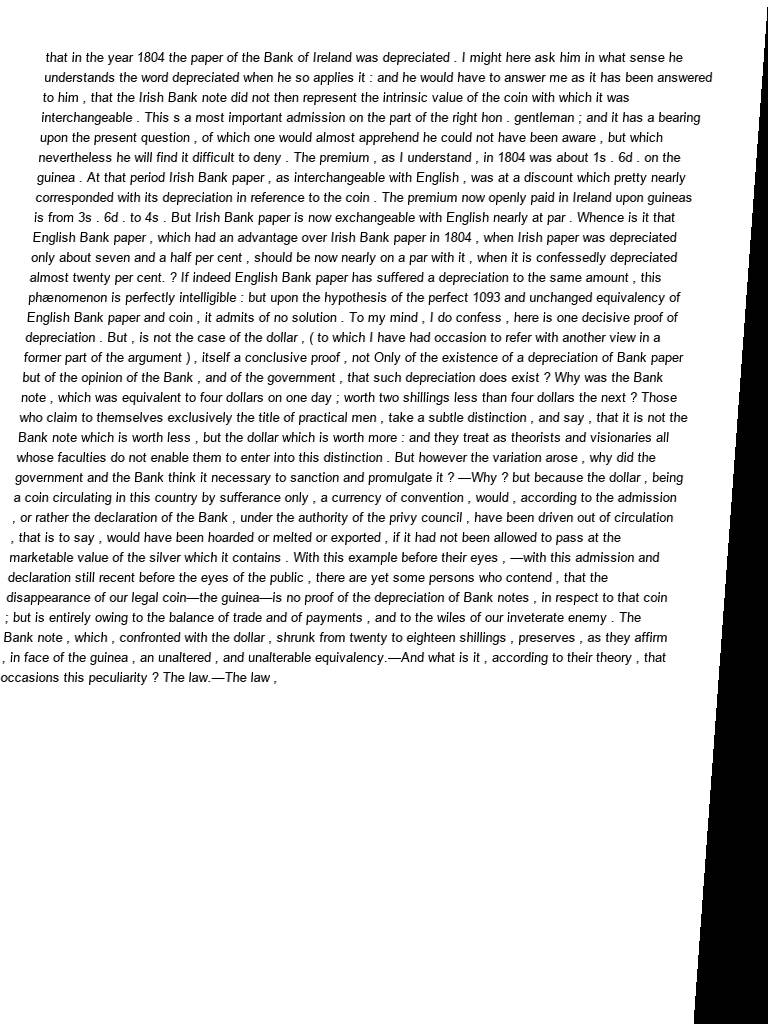 that in the year 1804 the paper of the Bank of Ireland was depreciated . I might here ask him in what sense he
understands the word depreciated when he so applies it : and he would have to answer me as it has been answered
to him , that the Irish Bank note did not then represent the intrinsic value of the coin with which it was
interchangeable . This s a most important admission on the part of the right hon . gentleman ; and it has a bearing
upon the present question , of which one would almost apprehend he could not have been aware , but which
nevertheless he will find it difficult to deny . The premium , as I understand , in 1804 was about 1s . 6d . on the
guinea . At that period Irish Bank paper , as interchangeable with English , was at a discount which pretty nearly
corresponded with its depreciation in reference to the coin . The premium now openly paid in Ireland upon guineas
is from 3s . 6d . to 4s . But Irish Bank paper is now exchangeable with English nearly at par . Whence is it that
English Bank paper , which had an advantage over Irish Bank paper in 1804 , when Irish paper was depreciated
only about seven and a half per cent , should be now nearly on a par with it , when it is confessedly depreciated
almost twenty per cent. ? If indeed English Bank paper has suffered a depreciation to the same amount , this
phænomenon is perfectly intelligible : but upon the hypothesis of the perfect 1093 and unchanged equivalency of
English Bank paper and coin , it admits of no solution . To my mind , I do confess , here is one decisive proof of
depreciation . But , is not the case of the dollar , ( to which I have had occasion to refer with another view in a
former part of the argument ) , itself a conclusive proof , not Only of the existence of a depreciation of Bank paper
but of the opinion of the Bank , and of the government , that such depreciation does exist ? Why was the Bank
note , which was equivalent to four dollars on one day ; worth two shillings less than four dollars the next ? Those
who claim to themselves exclusively the title of practical men , take a subtle distinction , and say , that it is not the
Bank note which is worth less , but the dollar which is worth more : and they treat as theorists and visionaries all
whose faculties do not enable them to enter into this distinction . But however the variation arose , why did the
government and the Bank think it necessary to sanction and promulgate it ? —Why ? but because the dollar , being
a coin circulating in this country by sufferance only , a currency of convention , would , according to the admission
, or rather the declaration of the Bank , under the authority of the privy council , have been driven out of circulation
, that is to say , would have been hoarded or melted or exported , if it had not been allowed to pass at the
marketable value of the silver which it contains . With this example before their eyes , —with this admission and
declaration still recent before the eyes of the public , there are yet some persons who contend , that the
disappearance of our legal coin—the guinea—is no proof of the depreciation of Bank notes , in respect to that coin
; but is entirely owing to the balance of trade and of payments , and to the wiles of our inveterate enemy . The
Bank note , which , confronted with the dollar , shrunk from twenty to eighteen shillings , preserves , as they affirm
, in face of the guinea , an unaltered , and unalterable equivalency.—And what is it , according to their theory , that
occasions this peculiarity ? The law.—The law ,